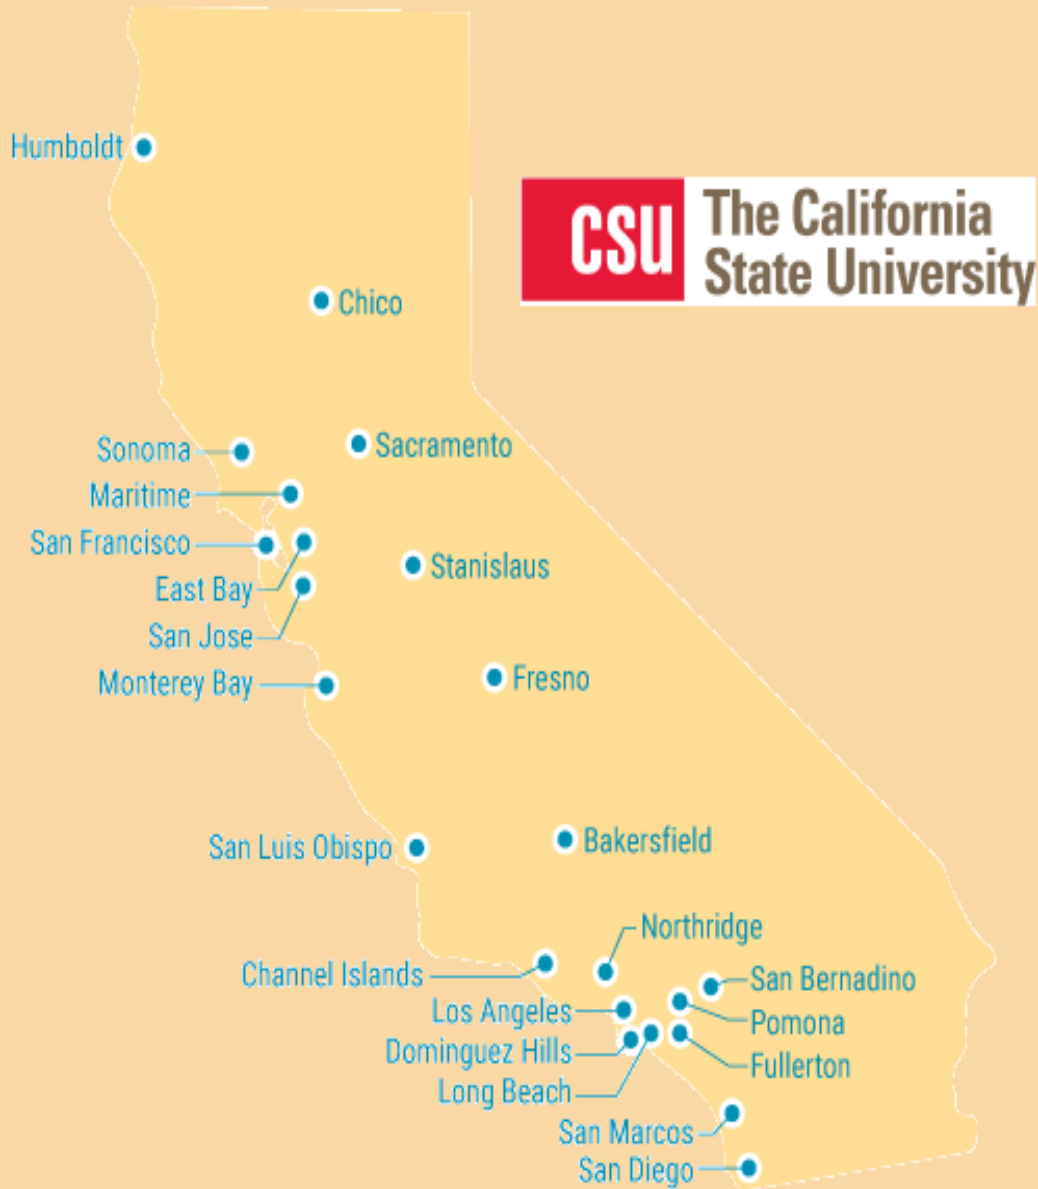 Humboldt
CSU
The California
State University
Chico
Sonoma
Sacramento
Maritime
San Francisco
Stanislaus
East Bay
San Jose
Monterey Bay
Fresno
San Luis Obispo
Bakersfield
Northridge
Channel Islands
San Bernadino
Los Angeles
Pomona
Dominguez Hills
Fullerton
Long Beach
San Marcos
San Diego